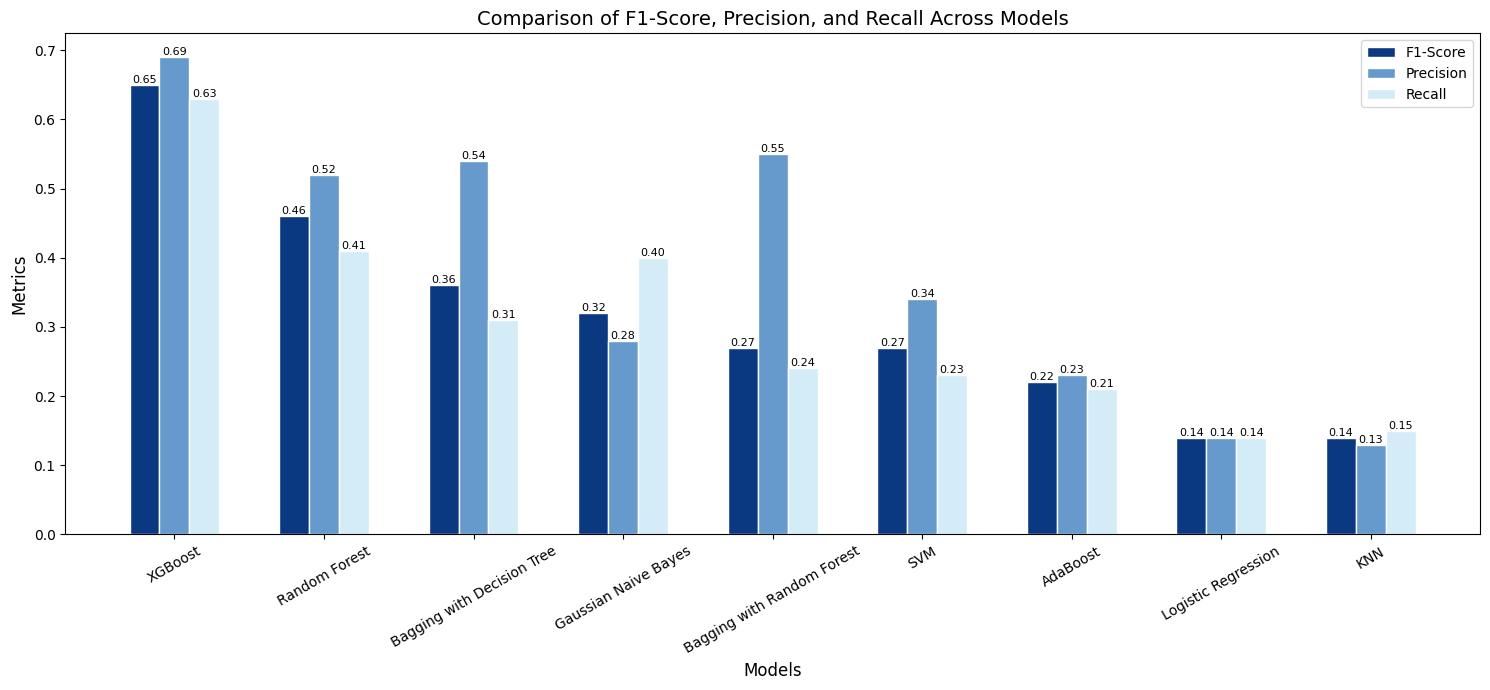 Comparison of F1-Score, Precision, and Recall Across Models
F1-Score
Precision
Recall
Metrics
0.7
0.6
0.5
0.4
0.3
0.2
0.1
0.0
0.65
0.69
0.63
0.46
0.52
0.41
0.36
0.54
0.31
0.32
0.28
0.40
0.27
0.55
0.24
0.27
0.34
0.23
0.22
0.23
0.21
0.14
0.14
0.14
0.14
0.13
0.15
XGBoost
Random Forest
Bagging with Decision Tree
Gaussian Naive Bayes
Bagging with Random Forest
SVM
AdaBoost
Logistic Regression
KNN
Models